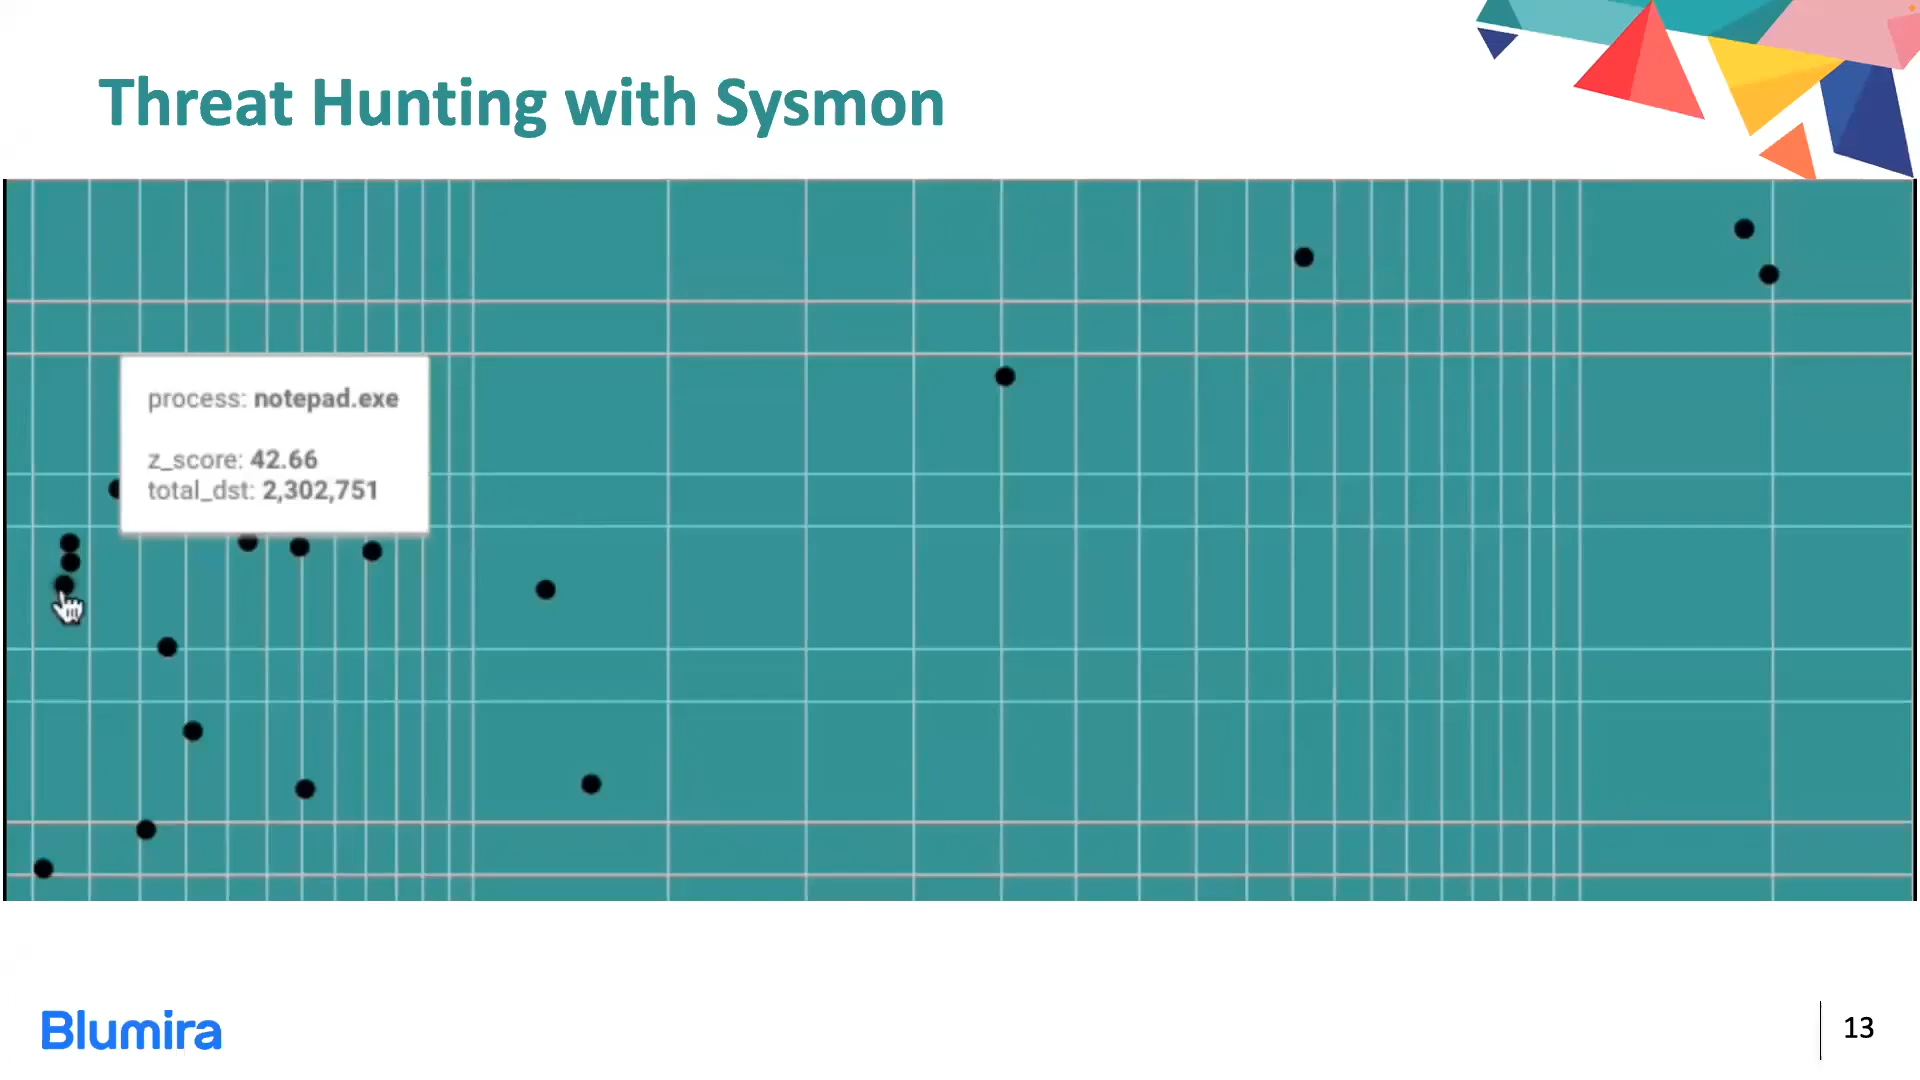 Threat Hunting with Sysmon
process: notepad.exe
z_score: 42.66
total_dst: 2,302,751
Blumira
13